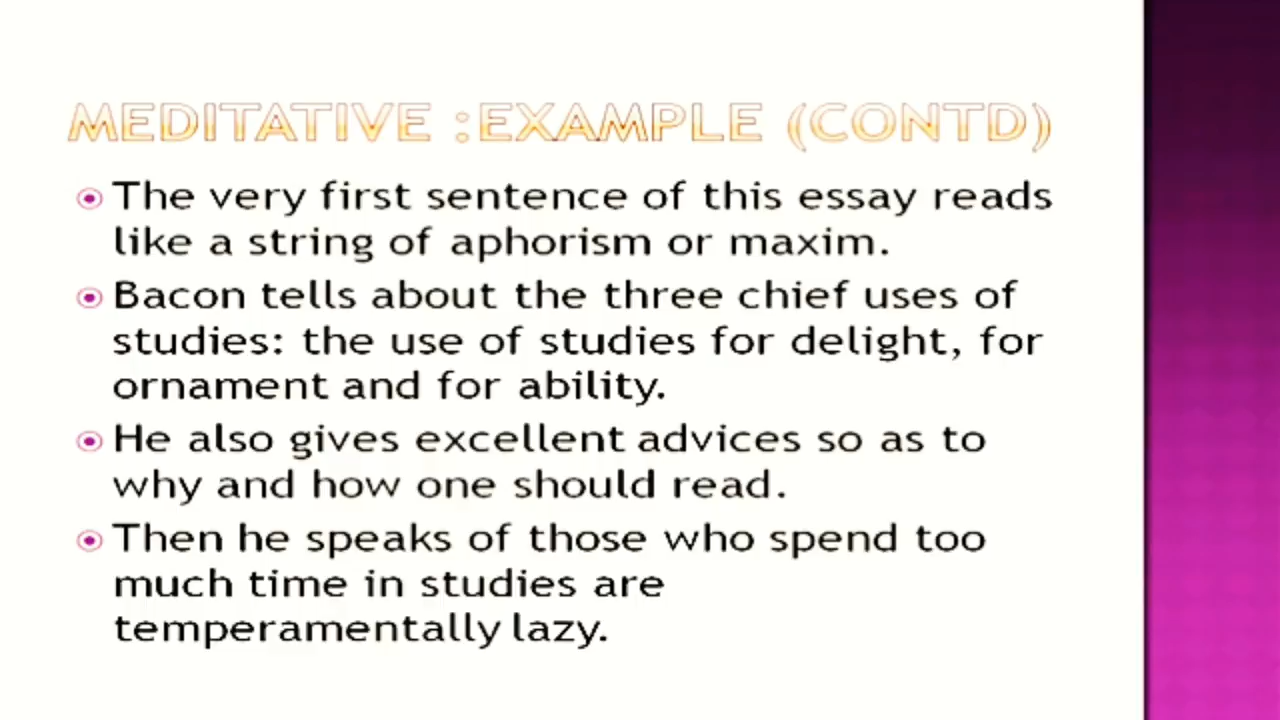 MEDITATIVE :EXAMPLE (CONTD)
The very first sentence of this essay reads
like a string of aphorism or maxim.
Bacon tells about the three chief uses of
studies: the use of studies for delight, for
ornament and for ability.
He also gives excellent advices so as to
why and how one should read.
Then he speaks of those who spend too
much time in studies are
temperamentally lazy.